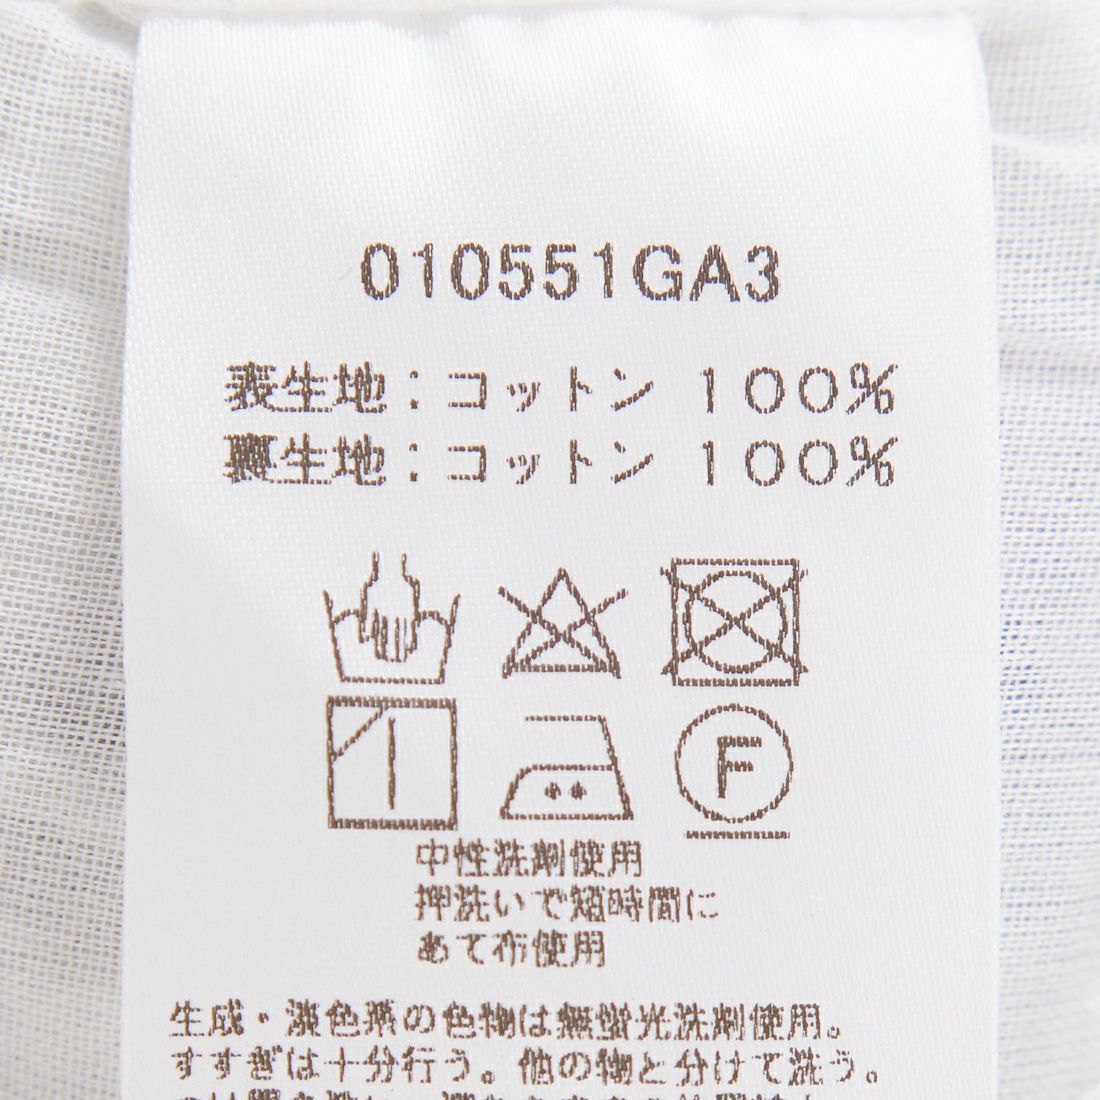 010551GA3
表生地：コットン 100%
裏生地：コットン 100%
F
中性洗剤使用
押洗いで短時間に
あて布使用
生成・淡色系の色物は無蛍光洗剤使用。
すすぎは十分行う。他の物と分けて洗う。